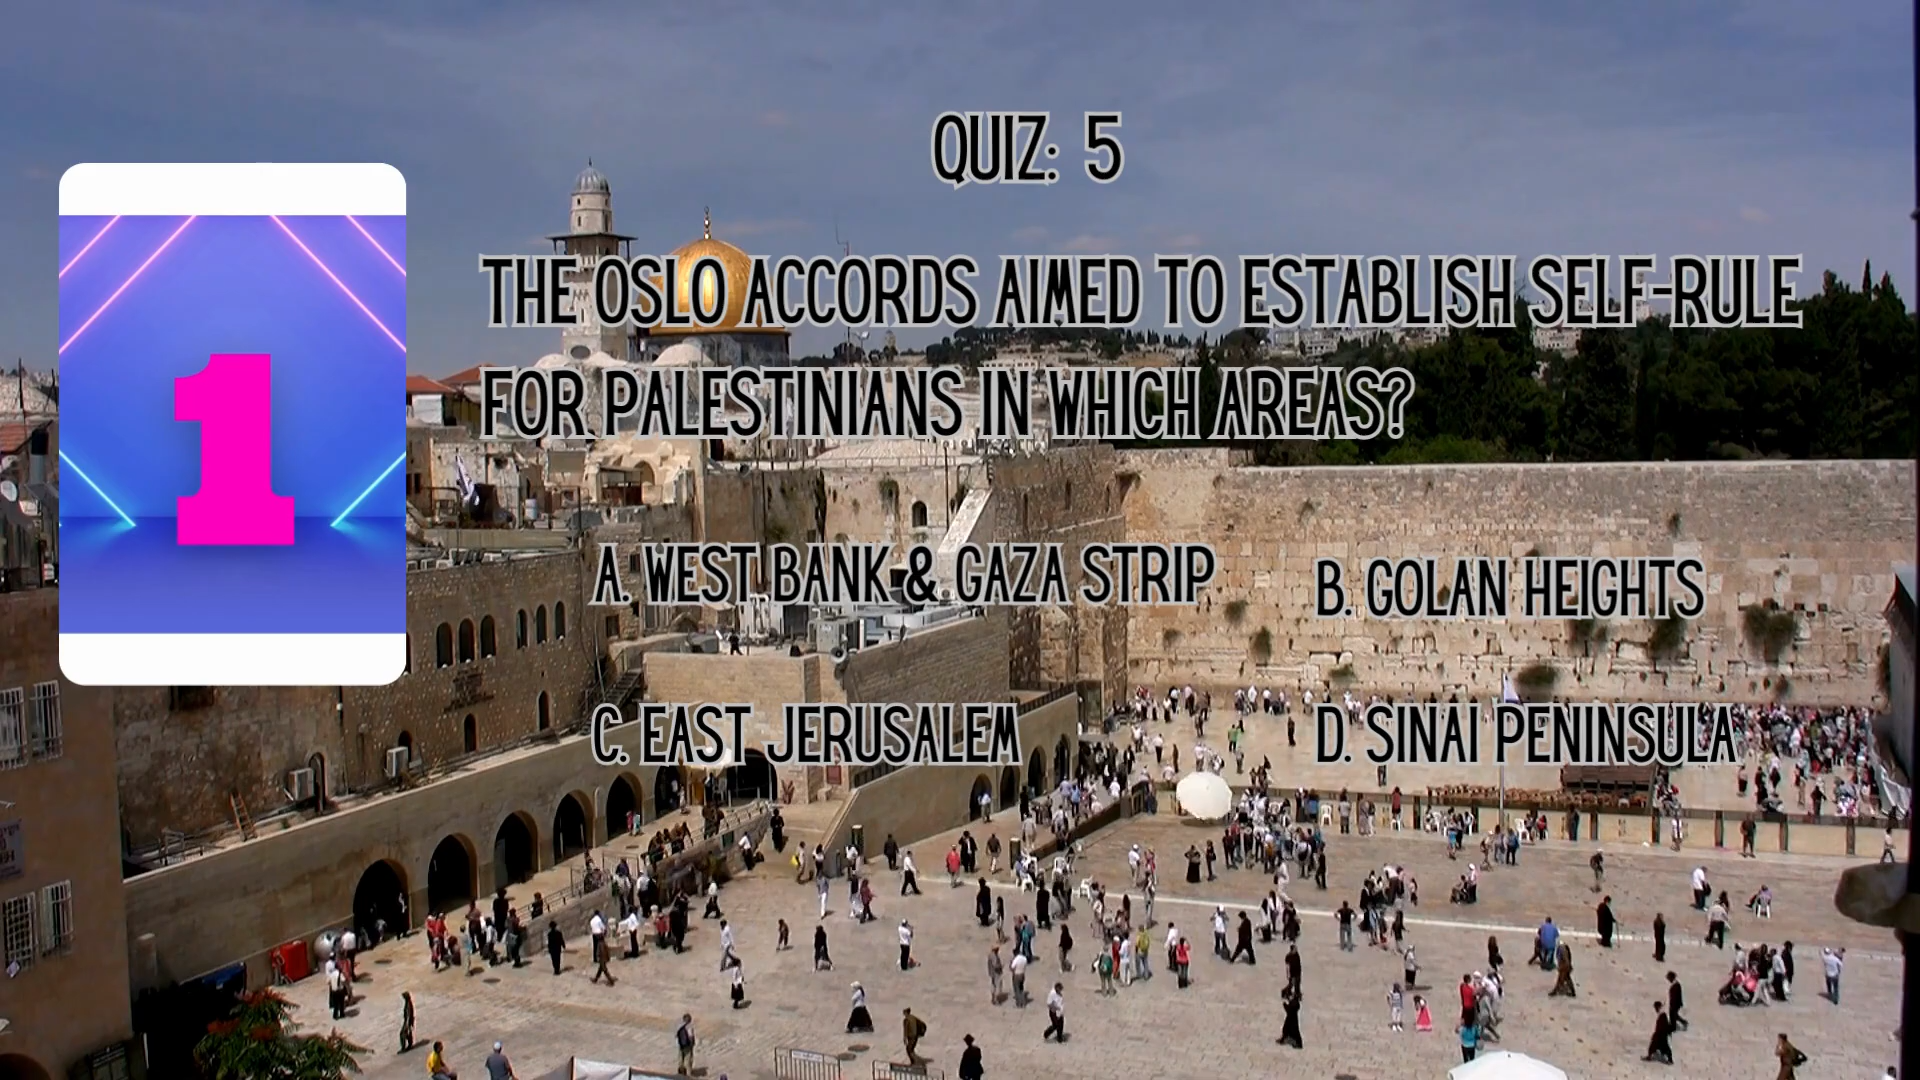 QUIZ: 5
THE OSLO ACCORDS AIMED TO ESTABLISH SELF-RULE
FOR PALESTINIANS IN WHICH AREAS?
1
A. WEST BANK & GAZA STRIP
B. GOLAN HEIGHTS
C. EAST JERUSALEM
D. SINAI PENINSULA